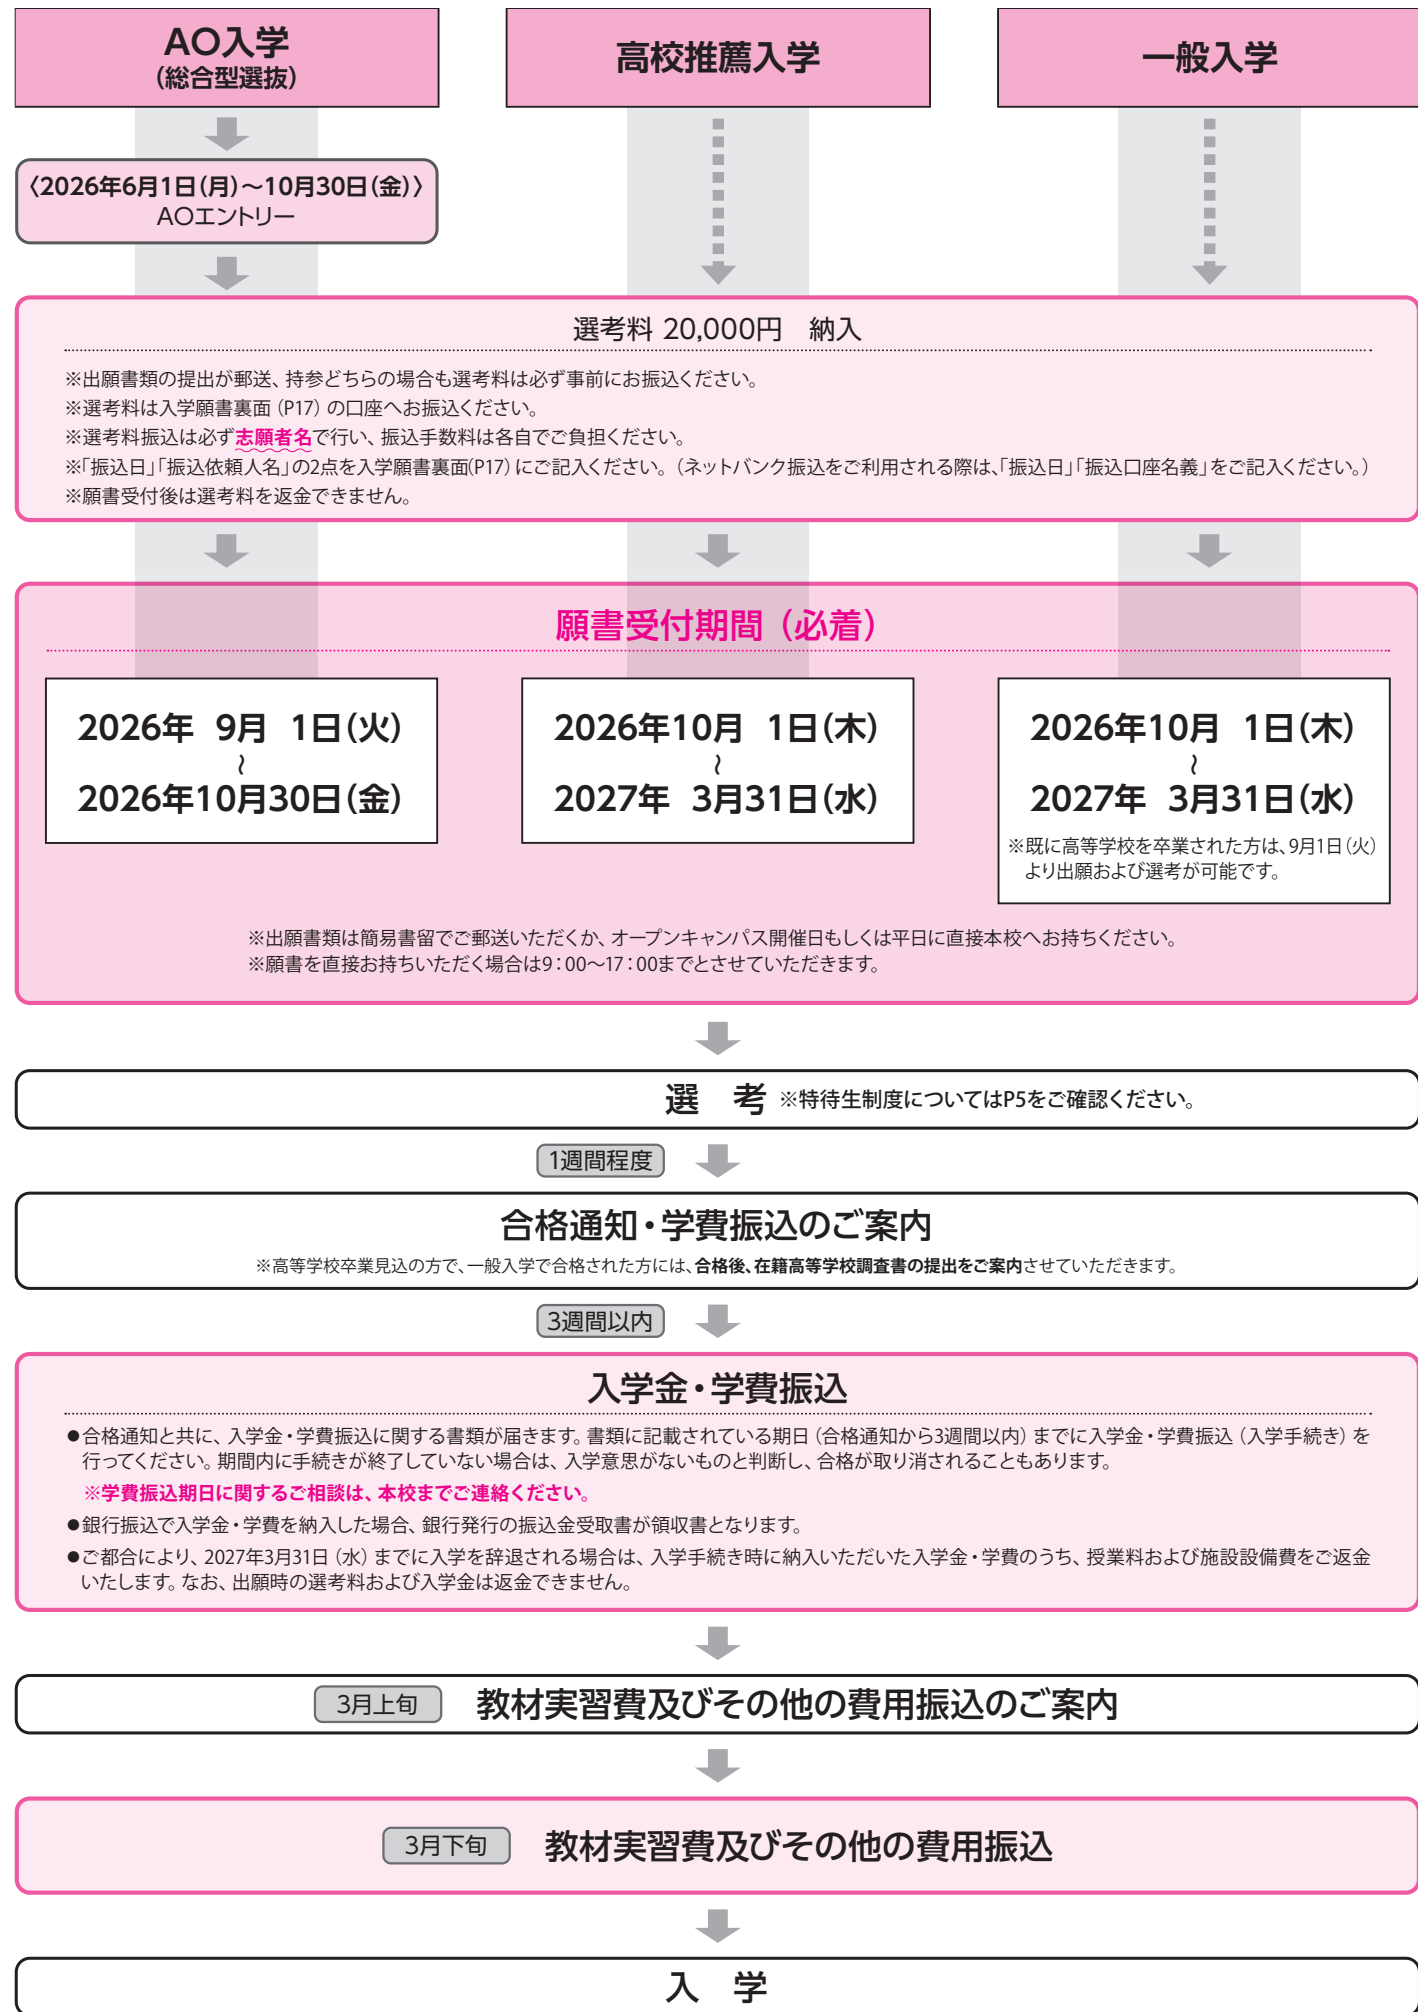 AO入学
(総合型選抜)
高校推薦入学
一般入学
〈2026年6月1日(月)～10月30日(金)〉
AOエントリー
選考料 20,000円　納入
※出願書類の提出が郵送、持参どちらの場合も選考料は必ず事前にお振込ください。
※選考料は入学願書裏面（P17）の口座へお振込ください。
※選考料振込は必ず志願者名で行い、振込手数料は各自でご負担ください。
※「振込日」「振込依頼人名」の2点を入学願書裏面(P17)にご記入ください。（ネットバンク振込をご利用される際は、「振込日」「振込口座名義」をご記入ください。）
※願書受付後は選考料を返金できません。
願書受付期間（必着）
2026年 9月 1日(火)
～
2026年10月30日(金)
2026年10月 1日(木)
～
2027年 3月31日(水)
2026年10月 1日(木)
～
2027年 3月31日(水)
※既に高等学校を卒業された方は、9月1日（火）
より出願および選考が可能です。
※出願書類は簡易書留でご郵送いただくか、オープンキャンパス開催日もしくは平日に直接本校へお持ちください。
※願書を直接お持ちいただく場合は9：00～17：00までとさせていただきます。
選　考 ※特待生制度についてはP5をご確認ください。
1週間程度
合格通知・学費振込のご案内
※高等学校卒業見込の方で、一般入学で合格された方には、合格後、在籍高等学校調査書の提出をご案内させていただきます。
3週間以内
入学金・学費振込
●合格通知と共に、入学金・学費振込に関する書類が届きます。書類に記載されている期日（合格通知から3週間以内）までに入学金・学費振込（入学手続き）を
行ってください。期間内に手続きが終了していない場合は、入学意思がないものと判断し、合格が取り消されることもあります。
※学費振込期日に関するご相談は、本校までご連絡ください。
●銀行振込で入学金・学費を納入した場合、銀行発行の振込金受取書が領収書となります。
●ご都合により、2027年3月31日（水）までに入学を辞退される場合は、入学手続き時に納入いただいた入学金・学費のうち、授業料および施設設備費をご返金
いたします。なお、出願時の選考料および入学金は返金できません。
3月上旬 教材実習費及びその他の費用振込のご案内
3月下旬 教材実習費及びその他の費用振込
入　学